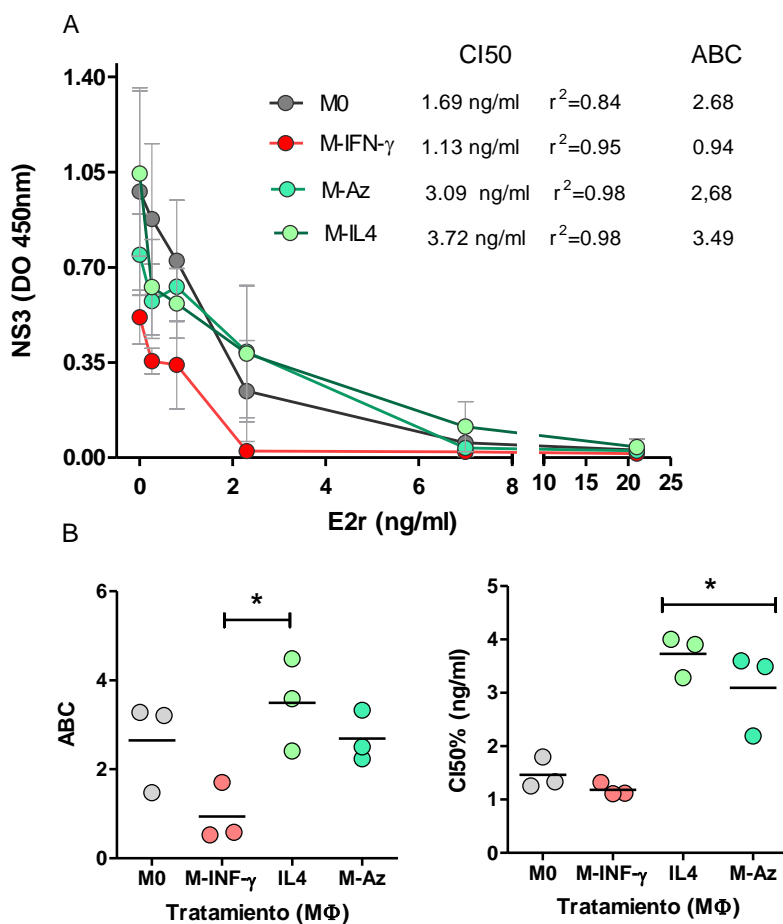 A
CI50 ABC
M0 1.69 ng/ml r²=0.84 2.68
M-IFN-γ 1.13 ng/ml r²=0.95 0.94
M-Az 3.09 ng/ml r²=0.98 2,68
M-IL4 3.72 ng/ml r²=0.98 3.49
NS3 (DO 450nm)
1.40
1.05
0.70
0.35
0.00
0 2 4 6 8 10 15 20 25
E2r (ng/ml)
B
ABC
6
4
2
0
*
M0 M-INF-γ IL4 M-Az
Tratamiento (MΦ)
CI50% (ng/ml)
5
4
3
2
1
0
*
M0 M-INF-γ IL4 M-Az
Tratamiento (MΦ)